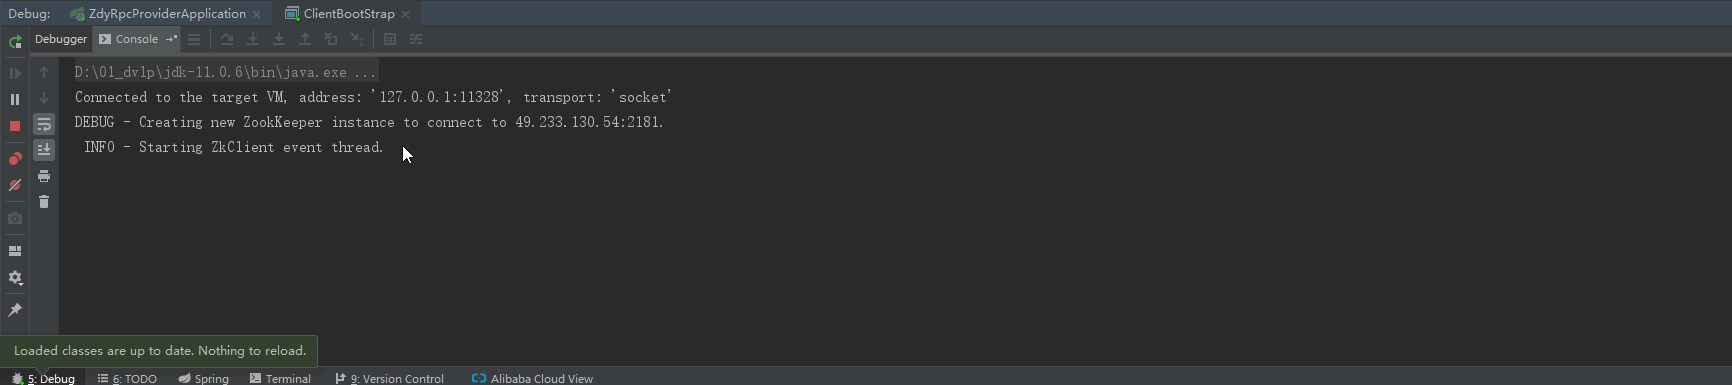 Debug: ZdyRpcProviderApplication ClientBootStrap
Debugger Console
D:\01_dvlp\jdk-11.0.6\bin\java.exe ...
Connected to the target VM, address: '127.0.0.1:11328', transport: 'socket'
DEBUG - Creating new ZooKeeper instance to connect to 49.233.130.54:2181.
INFO - Starting ZkClient event thread.
Loaded classes are up to date. Nothing to reload.
5: Debug 6: TODO Spring Terminal 9: Version Control Alibaba Cloud View